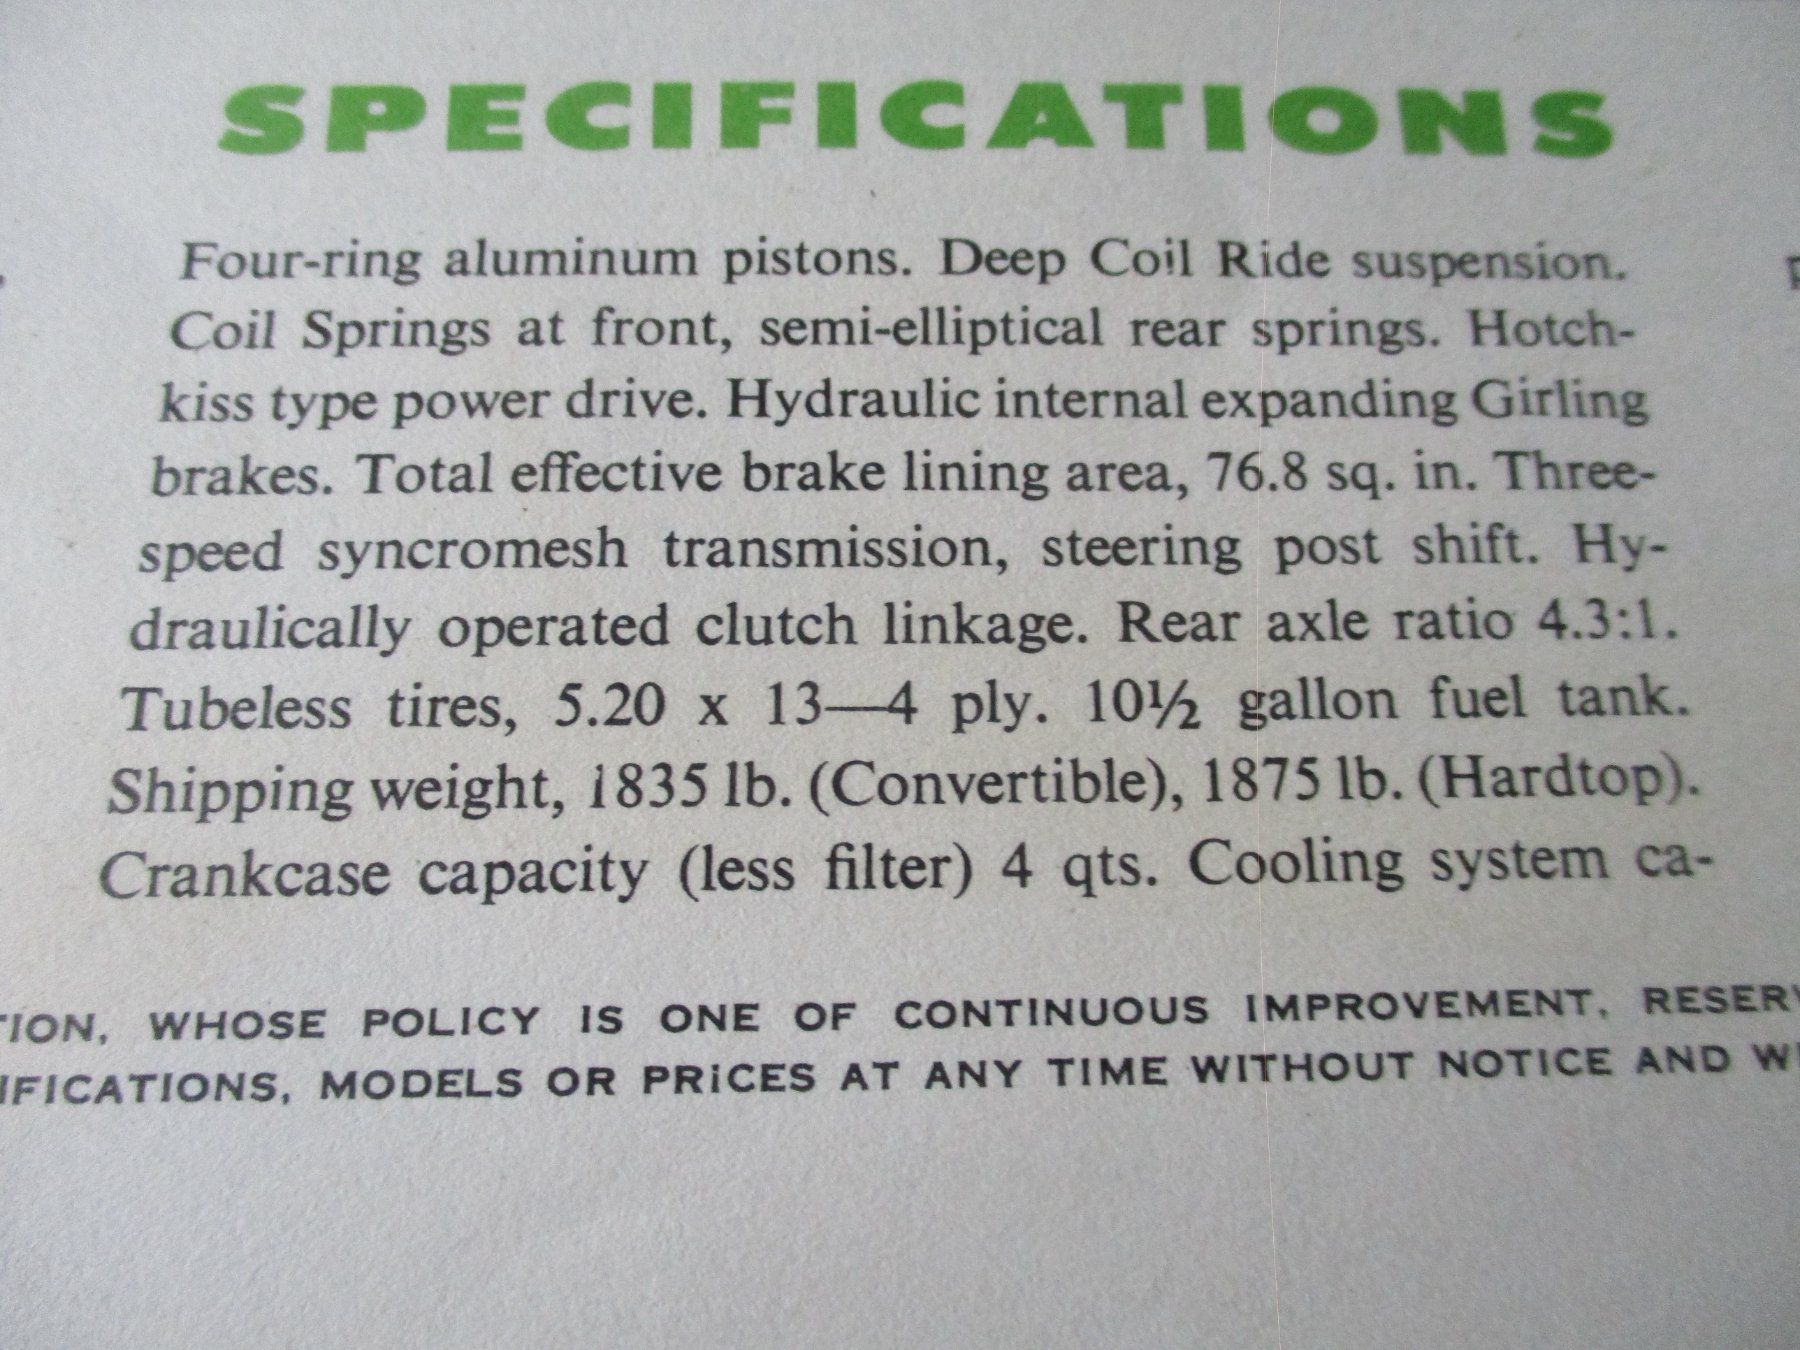 SPECIFICATIONS
Four-ring aluminum pistons. Deep Coil Ride suspension.
Coil Springs at front, semi-elliptical rear springs. Hotch-
kiss type power drive. Hydraulic internal expanding Girling
brakes. Total effective brake lining area, 76.8 sq. in. Three-
speed syncromesh transmission, steering post shift. Hy-
draulically operated clutch linkage. Rear axle ratio 4.3:1.
Tubeless tires, 5.20 x 13—4 ply. 10½ gallon fuel tank.
Shipping weight, 1835 lb. (Convertible), 1875 lb. (Hardtop).
Crankcase capacity (less filter) 4 qts. Cooling system ca-
TION, WHOSE POLICY IS ONE OF CONTINUOUS IMPROVEMENT, RESERV
IFICATIONS, MODELS OR PRiCES AT ANY TIME WITHOUT NOTICE AND WI